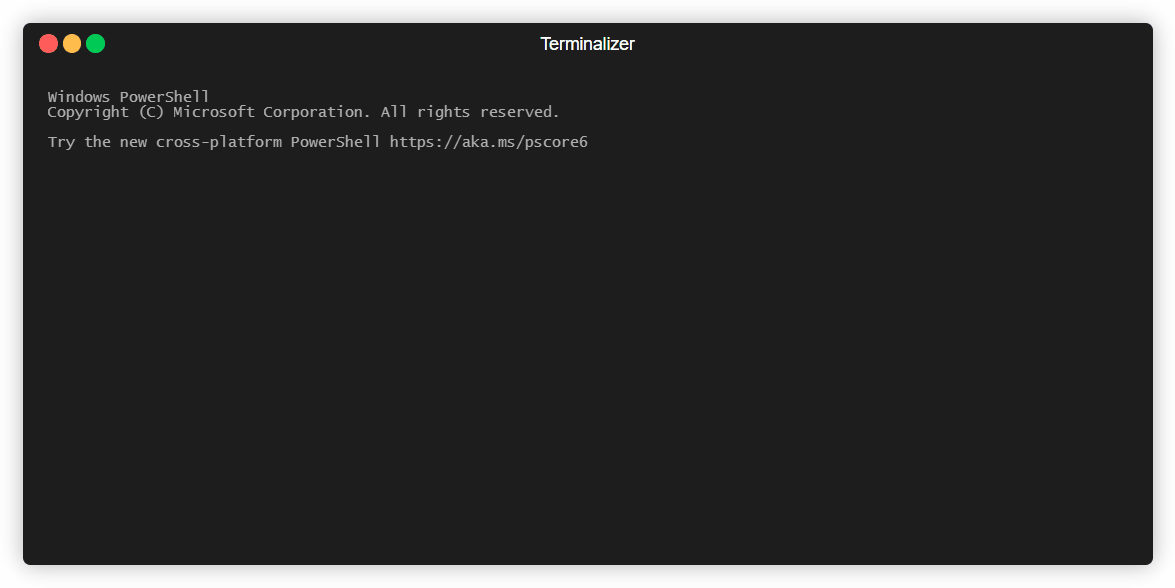 Terminalizer
Windows PowerShell
Copyright (C) Microsoft Corporation. All rights reserved.
Try the new cross-platform PowerShell https://aka.ms/pscore6